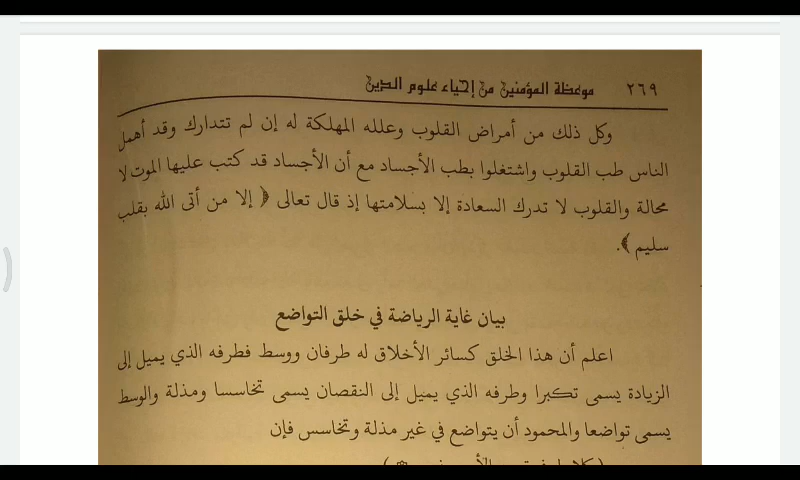 ٢٦٩ موعظة المؤمنين من إحياء علوم الدين
وكل ذلك من أمراض القلوب وعلله المهلكة له إن لم تتدارك وقد أهمل
الناس طب القلوب واشتغلوا بطب الأجساد مع أن الأجساد قد كتب عليها الموت لا
محالة والقلوب لا تدرك السعادة إلا بسلامتها إذ قال تعالى ﴿ إلا من أتى الله بقلب
سليم ﴾.
بيان غاية الرياضة في خلق التواضع
اعلم أن هذا الخلق كسائر الأخلاق له طرفان ووسط فطرفه الذي يميل إلى
الزيادة يسمى تكبرا وطرفه الذي يميل إلى النقصان يسمى تخاسسا ومذلة والوسط
يسمى تواضعا والمحمود أن يتواضع في غير مذلة وتخاسس فإن